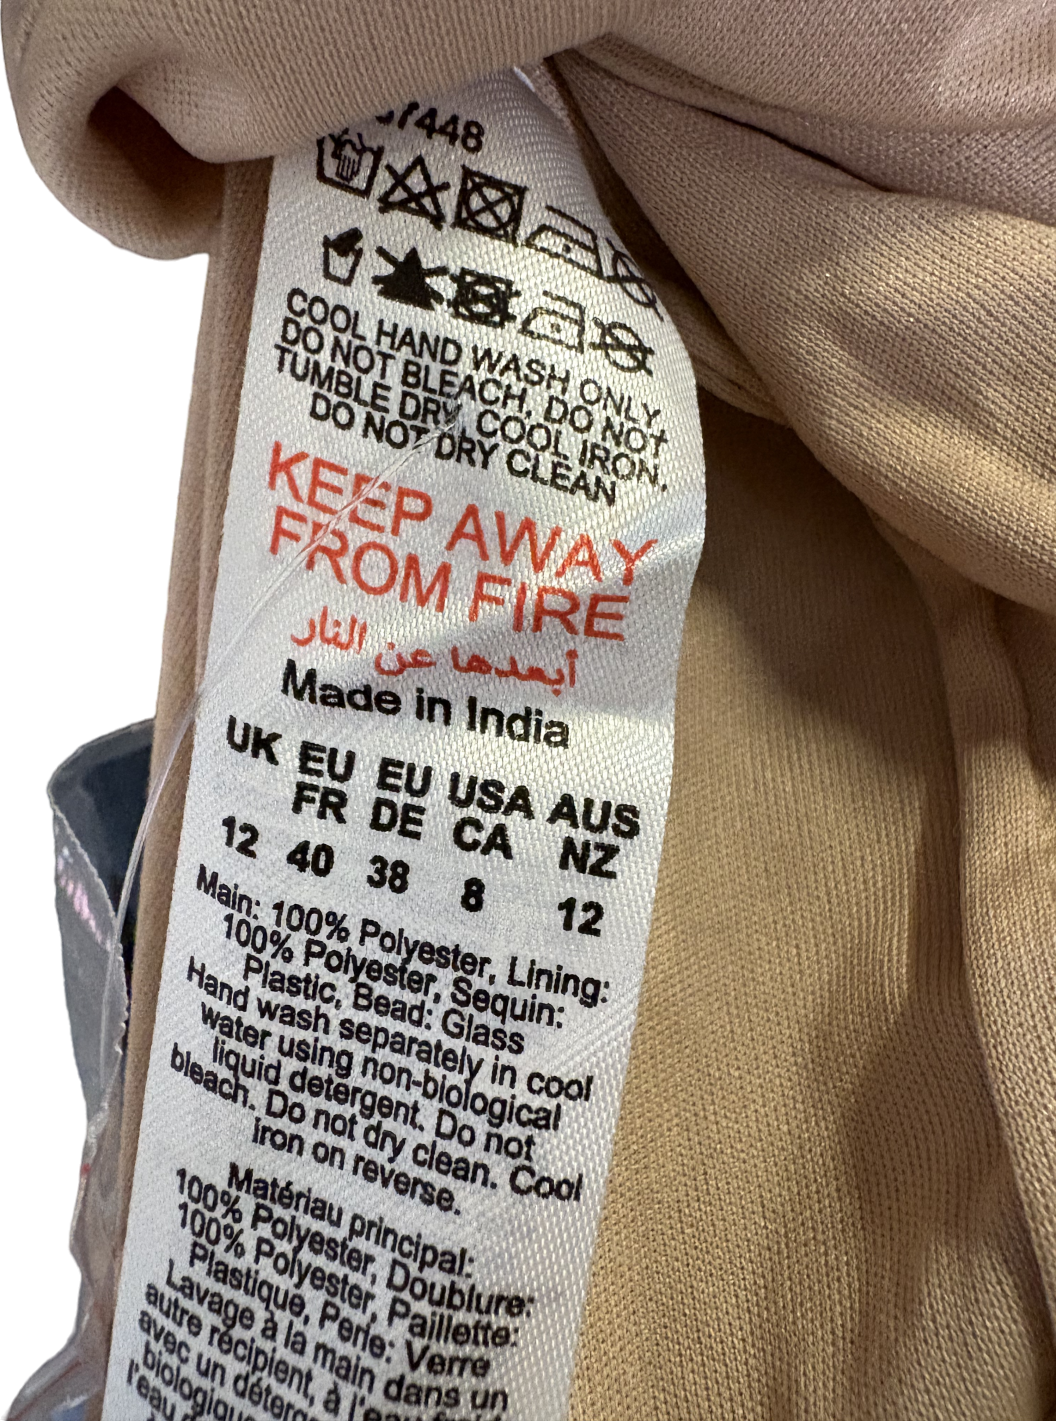 7448
COOL HAND WASH ONLY,
DO NOT BLEACH, DO NOT
TUMBLE DRY, COOL IRON,
DO NOT DRY CLEAN
KEEP AWAY
FROM FIRE
أبعدها عن النار
Made in India
UK EU EU USA AUS
FR DE CA NZ
12 40 38 8 12
Main: 100% Polyester, Lining:
100% Polyester, Sequin:
Plastic, Bead: Glass
Hand wash separately in cool
water using non-biological
liquid detergent. Do not
bleach. Do not dry clean. Cool
iron on reverse.
Matériau principal:
100% Polyester, Doublure:
100% Polyester, Paillette:
Plastique, Perle: Verre
Lavage à la main dans un
autre récipient, à l'eau froide
avec un
l'eau